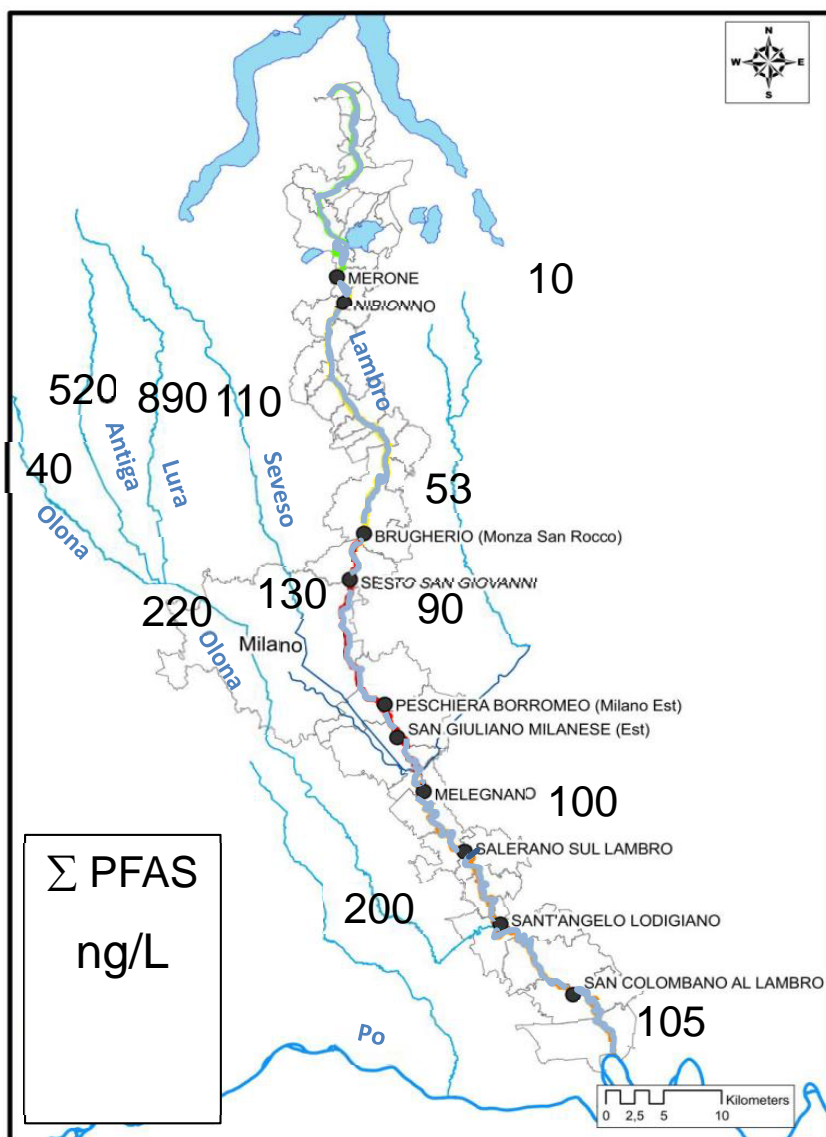 N
W E
S
MERONE
10
NIBIONNO
Lambro
520
890
110
Antiga
Lura
Seveso
40
Olona
53
BRUGHERIO (Monza San Rocco)
SESTO SAN GIOVANNI
130
90
220
Olona
Milano
PESCHIERA BORROMEO (Milano Est)
SAN GIULIANO MILANESE (Est)
MELEGNANO
100
SALERANO SUL LAMBRO
∑ PFAS
ng/L
200
SANT'ANGELO LODIGIANO
SAN COLOMBANO AL LAMBRO
105
Po
Kilometers
0 2,5 5 10